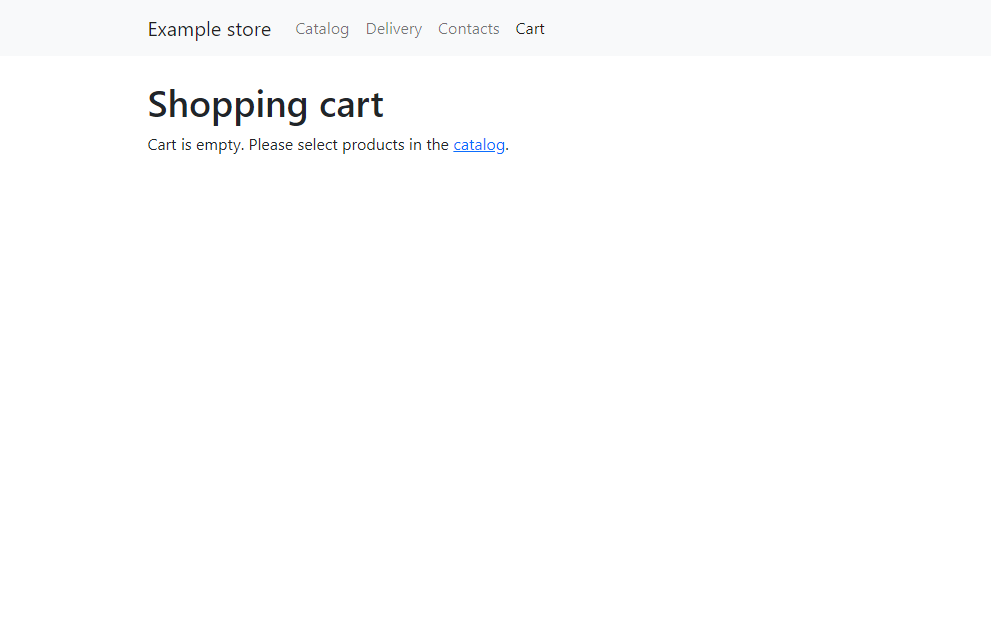 Example store Catalog Delivery Contacts Cart
Shopping cart
Cart is empty. Please select products in the catalog.